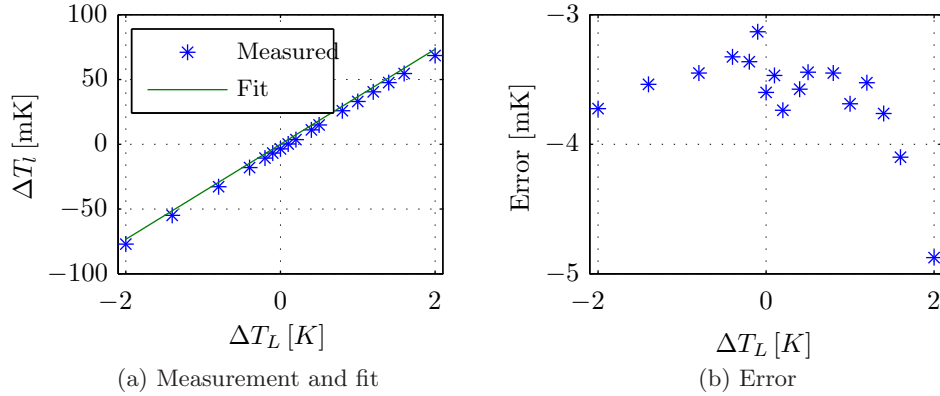 100
50
0
−50
−100
−2
0
2
ΔT_l [mK]
ΔT_L [K]
Measured
Fit
(a) Measurement and fit
−3
−4
−5
−2
0
2
Error [mK]
ΔT_L [K]
(b) Error